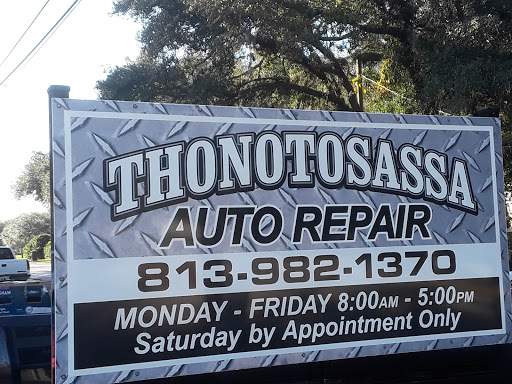 THONOTOSASSA
AUTO REPAIR
813-982-1370
MONDAY - FRIDAY 8:00AM - 5:00PM
Saturday by Appointment Only